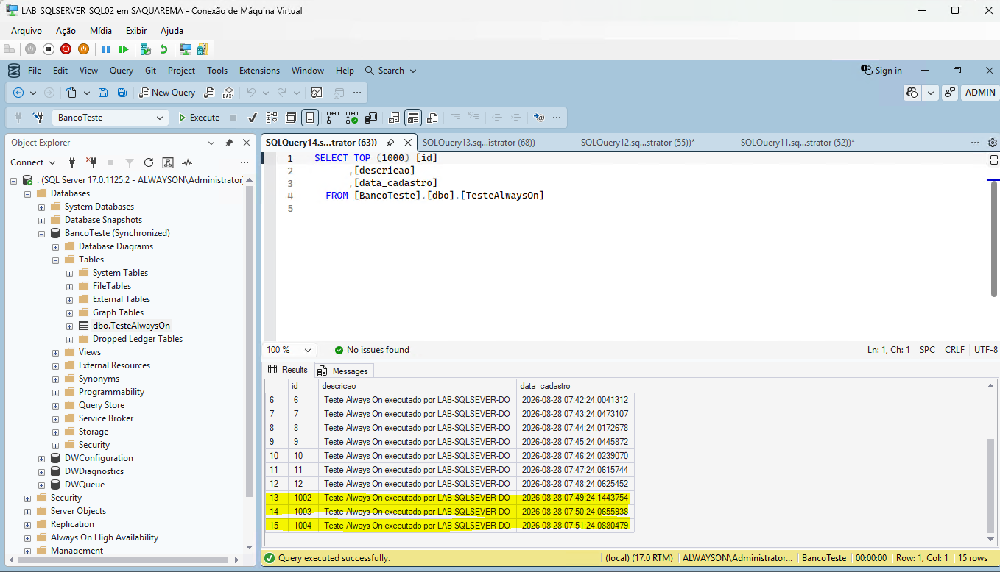 LAB_SQLSERVER_SQL02 em SAQUAREMA - Conexão de Máquina Virtual
Arquivo Ação Mídia Exibir Ajuda
File Edit View Query Git Project Tools Extensions Window Help Search Sign in
New Query DAX ADMIN
BancoTeste Execute
Object Explorer
Connect
. (SQL Server 17.0.1125.2 - ALWAYSON\Administrator
Databases
System Databases
Database Snapshots
BancoTeste (Synchronized)
Database Diagrams
Tables
System Tables
FileTables
External Tables
Graph Tables
dbo.TesteAlwaysOn
Dropped Ledger Tables
Views
External Resources
Synonyms
Programmability
Query Store
Service Broker
Storage
Security
DWConfiguration
DWDiagnostics
DWQueue
Security
Server Objects
Replication
Always On High Availability
Management
SQLQuery14.s...trator (63)) SQLQuery13.sq...istrator (68)) SQLQuery12.sq...strator (55))* SQLQuery11.sq...strator (52))*
1 SELECT TOP (1000) [id]
2 ,[descricao]
3 ,[data_cadastro]
4 FROM [BancoTeste].[dbo].[TesteAlwaysOn]
5
100 % No issues found Ln: 1, Ch: 1 SPC CRLF UTF-8
Results Messages
id descricao data_cadastro
6 6 Teste Always On executado por LAB-SQLSEVER-DO 2026-08-28 07:42:24.0041312
7 7 Teste Always On executado por LAB-SQLSEVER-DO 2026-08-28 07:43:24.0473107
8 8 Teste Always On executado por LAB-SQLSEVER-DO 2026-08-28 07:44:24.0172678
9 9 Teste Always On executado por LAB-SQLSEVER-DO 2026-08-28 07:45:24.0445872
10 10 Teste Always On executado por LAB-SQLSEVER-DO 2026-08-28 07:46:24.0239070
11 11 Teste Always On executado por LAB-SQLSEVER-DO 2026-08-28 07:47:24.0615744
12 12 Teste Always On executado por LAB-SQLSEVER-DO 2026-08-28 07:48:24.0625452
13 1002 Teste Always On executado por LAB-SQLSEVER-DO 2026-08-28 07:49:24.1443754
14 1003 Teste Always On executado por LAB-SQLSEVER-DO 2026-08-28 07:50:24.0655938
15 1004 Teste Always On executado por LAB-SQLSEVER-DO 2026-08-28 07:51:24.0880479
Query executed successfully. (local) (17.0 RTM) ALWAYSON\Administrator... BancoTeste 00:00:00 Row: 1, Col: 1 15 rows